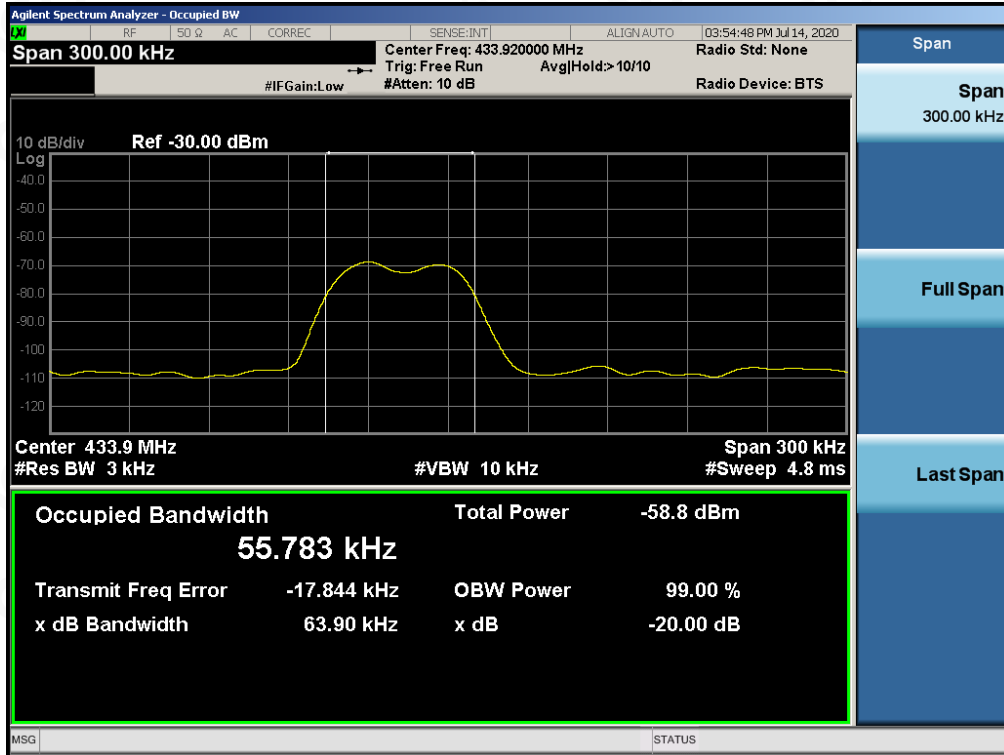 Agilent Spectrum Analyzer - Occupied BW
LXI RF 50 Ω AC CORREC SENSE:INT ALIGN AUTO 03:54:48 PM Jul 14, 2020
Span 300.00 kHz
Center Freq: 433.920000 MHz
Radio Std: None
Trig: Free Run Avg|Hold:>10/10
#IFGain:Low
#Atten: 10 dB
Radio Device: BTS
10 dB/div Ref -30.00 dBm
Log
-40.0
-50.0
-60.0
-70.0
-80.0
-90.0
-100
-110
-120
Center 433.9 MHz
Span 300 kHz
#Res BW 3 kHz
#VBW 10 kHz
#Sweep 4.8 ms
Occupied Bandwidth
Total Power -58.8 dBm
55.783 kHz
Transmit Freq Error -17.844 kHz
OBW Power 99.00 %
x dB Bandwidth 63.90 kHz
x dB -20.00 dB
MSG
STATUS
Span
Span
300.00 kHz
Full Span
Last Span